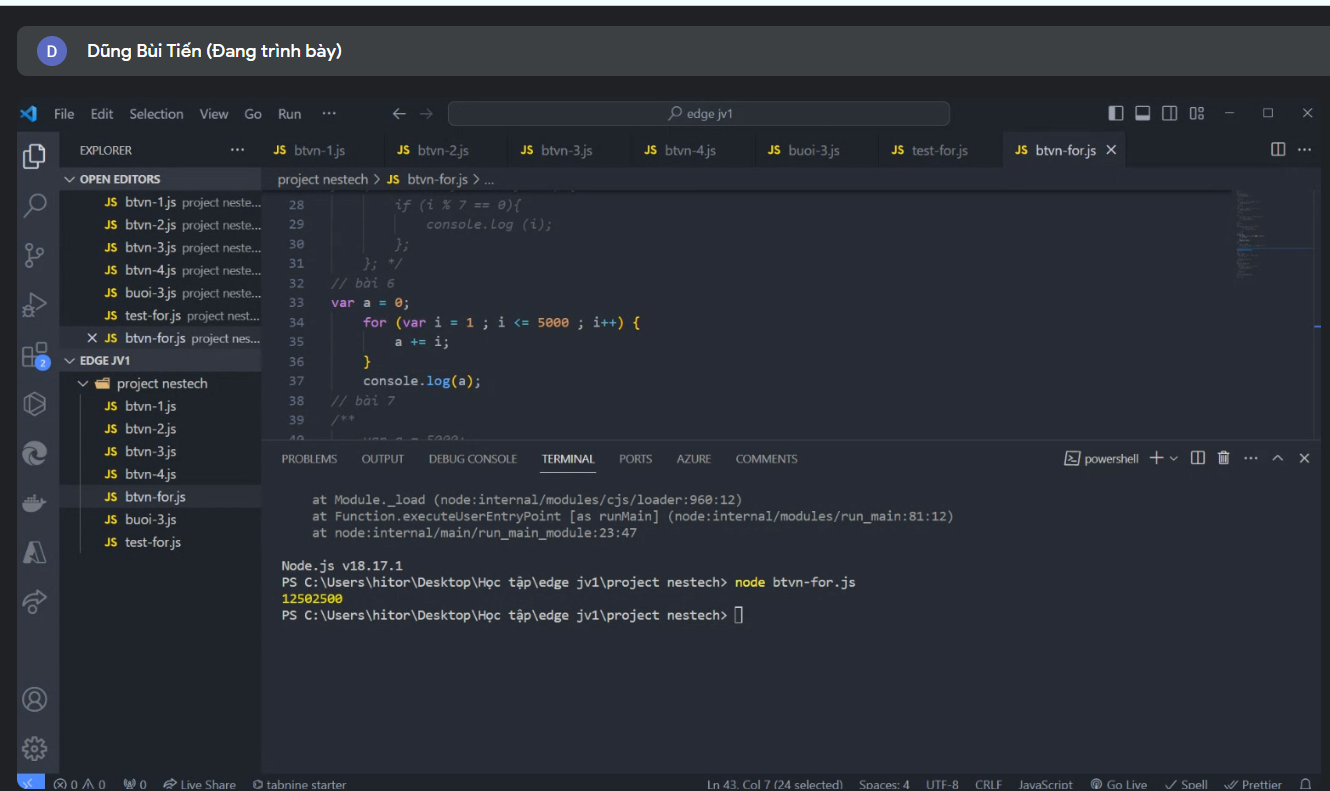 D Dũng Bùi Tiến (Đang trình bày)
File Edit Selection View Go Run ··· edge jv1
EXPLORER ···
JS btvn-1.js JS btvn-2.js JS btvn-3.js JS btvn-4.js JS buoi-3.js JS test-for.js JS btvn-for.js
OPEN EDITORS
JS btvn-1.js project neste...
JS btvn-2.js project neste...
JS btvn-3.js project neste...
JS btvn-4.js project neste...
JS buoi-3.js project neste...
JS test-for.js project nest...
JS btvn-for.js project nes...
EDGE JV1
project nestech
JS btvn-1.js
JS btvn-2.js
JS btvn-3.js
JS btvn-4.js
JS btvn-for.js
JS buoi-3.js
JS test-for.js
2
project nestech > JS btvn-for.js > ...
28 if (i % 7 == 0){
29 console.log (i);
30 };
31 }; */
32 // bài 6
33 var a = 0;
34 for (var i = 1 ; i <= 5000 ; i++) {
35 a += i;
36 }
37 console.log(a);
38 // bài 7
39 /**
PROBLEMS OUTPUT DEBUG CONSOLE TERMINAL PORTS AZURE COMMENTS powershell
at Module._load (node:internal/modules/cjs/loader:960:12)
at Function.executeUserEntryPoint [as runMain] (node:internal/modules/run_main:81:12)
at node:internal/main/run_main_module:23:47
Node.js v18.17.1
PS C:\Users\hitor\Desktop\Học tập\edge jv1\project nestech> node btvn-for.js
12502500
PS C:\Users\hitor\Desktop\Học tập\edge jv1\project nestech>
0 0 0 Live Share tabnine starter Ln 43, Col 7 (24 selected) Spaces: 4 UTF-8 CRLF JavaScript Go Live Spell Prettier